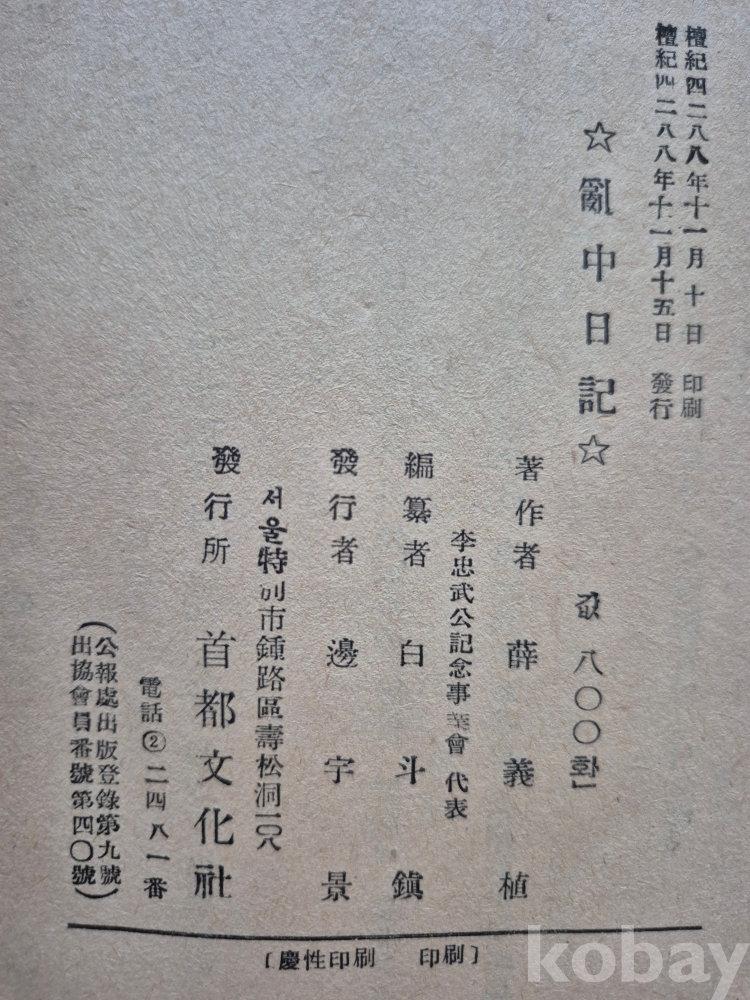 檀紀四二八八年十一月十日 印刷
檀紀四二八八年十一月十五日 發行
☆亂中日記☆ 값 八〇〇환
著作者 薛義植
李忠武公記念事業會 代表
編纂者 白斗鎭
發行者 邊宇景
서울特別市鍾路區壽松洞一〇八
發行所 首都文化社
電話②二四八一番
(公報處出版登錄第九號
出協會員番號第四〇號)
〔慶性印刷 印刷〕
kobay